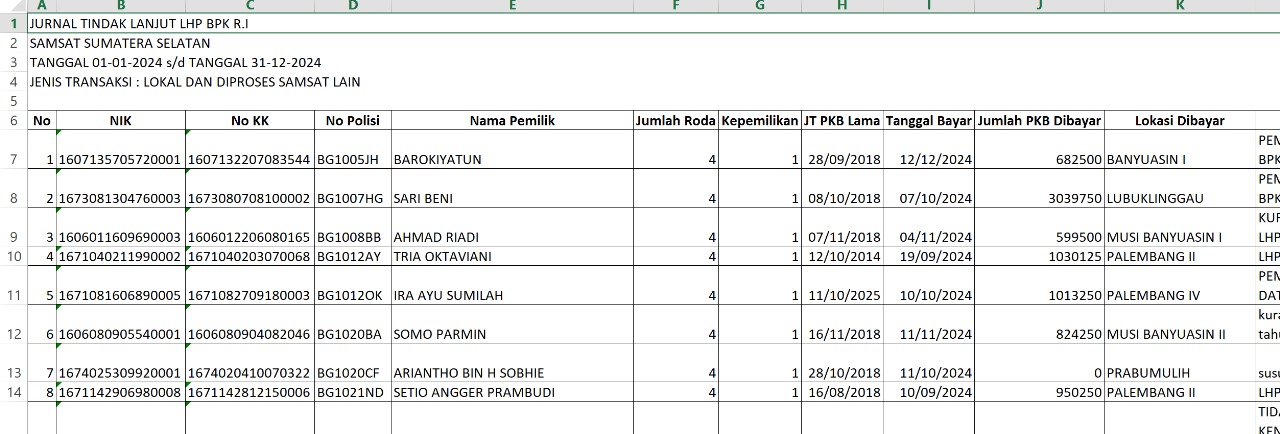 A B C D E F G H I J K
1 JURNAL TINDAK LANJUT LHP BPK R.I
2 SAMSAT SUMATERA SELATAN
3 TANGGAL 01-01-2024 s/d TANGGAL 31-12-2024
4 JENIS TRANSAKSI : LOKAL DAN DIPROSES SAMSAT LAIN
5
6 No NIK No KK No Polisi Nama Pemilik Jumlah Roda Kepemilikan JT PKB Lama Tanggal Bayar Jumlah PKB Dibayar Lokasi Dibayar
PEM
7 1 1607135705720001 1607132207083544 BG1005JH BAROKIYATUN 4 1 28/09/2018 12/12/2024 682500 BANYUASIN I BPK
PEM
8 2 1673081304760003 1673080708100002 BG1007HG SARI BENI 4 1 08/10/2018 07/10/2024 3039750 LUBUKLINGGAU BPK
KUR
9 3 1606011609690003 1606012206080165 BG1008BB AHMAD RIADI 4 1 07/11/2018 04/11/2024 599500 MUSI BANYUASIN I LHP
10 4 1671040211990002 1671040203070068 BG1012AY TRIA OKTAVIANI 4 1 12/10/2014 19/09/2024 1030125 PALEMBANG II LHP
PEM
11 5 1671081606890005 1671082709180003 BG1012OK IRA AYU SUMILAH 4 1 11/10/2025 10/10/2024 1013250 PALEMBANG IV DAT
kura
12 6 1606080905540001 1606080904082046 BG1020BA SOMO PARMIN 4 1 16/11/2018 11/11/2024 824250 MUSI BANYUASIN II tahu
13 7 1674025309920001 1674020410070322 BG1020CF ARIANTHO BIN H SOBHIE 4 1 28/10/2018 11/10/2024 0 PRABUMULIH susu
14 8 1671142906980008 1671142812150006 BG1021ND SETIO ANGGER PRAMBUDI 4 1 16/08/2018 10/09/2024 950250 PALEMBANG II LHP
TIDA
KEN